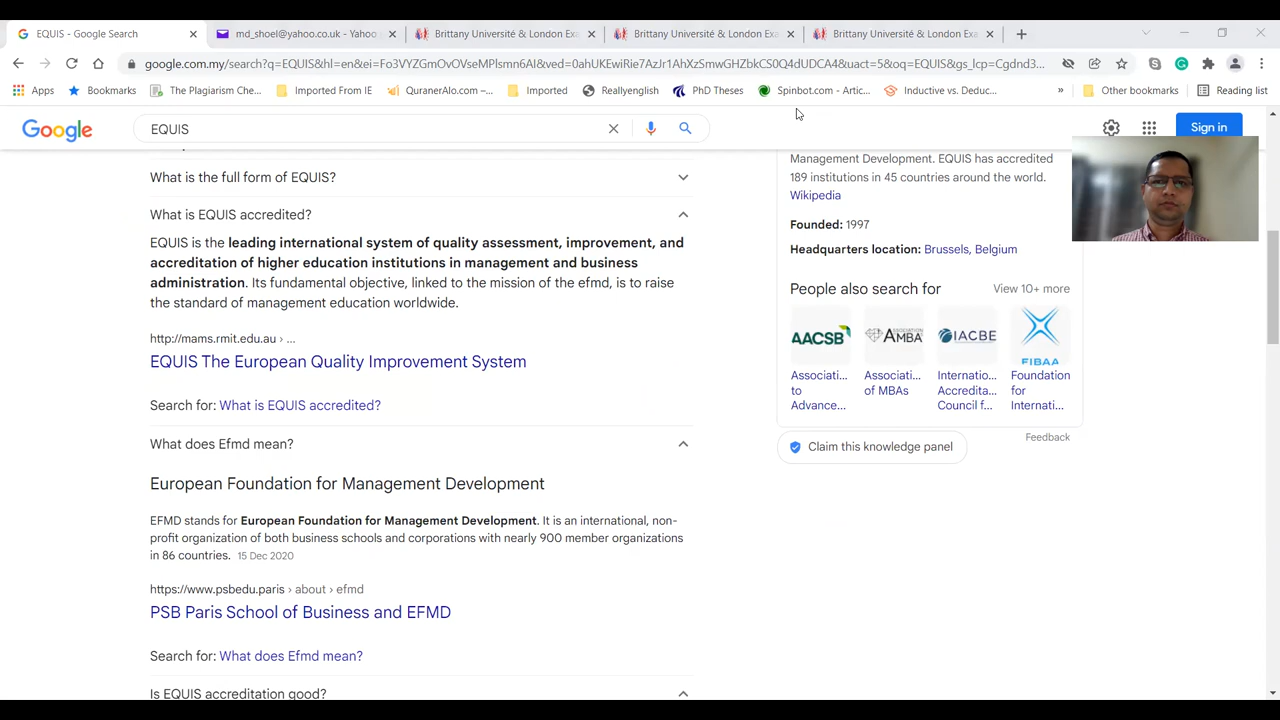 EQUIS - Google Search
md_shoel@yahoo.co.uk - Yahoo
Brittany Université & London Exa
Brittany Université & London Exa
Brittany Université & London Exa
google.com.my/search?q=EQUIS&hl=en&ei=Fo3VYZGmOvOVseMPlsmn6AI&ved=0ahUKEwiRie7AzJr1AhXzSmwGHZbkCS0Q4dUDCA4&uact=5&oq=EQUIS&gs_lcp=Cgdnd3...
Apps
Bookmarks
The Plagiarism Che...
Imported From IE
QuranerAlo.com –...
Imported
Reallyenglish
PhD Theses
Spinbot.com - Artic...
Inductive vs. Deduc...
»
Other bookmarks
Reading list
Google
EQUIS
Sign in
What is the full form of EQUIS?
What is EQUIS accredited?
EQUIS is the leading international system of quality assessment, improvement, and
accreditation of higher education institutions in management and business
administration. Its fundamental objective, linked to the mission of the efmd, is to raise
the standard of management education worldwide.
http://mams.rmit.edu.au › ...
EQUIS The European Quality Improvement System
Search for: What is EQUIS accredited?
What does Efmd mean?
European Foundation for Management Development
EFMD stands for European Foundation for Management Development. It is an international, non-
profit organization of both business schools and corporations with nearly 900 member organizations
in 86 countries. 15 Dec 2020
https://www.psbedu.paris › about › efmd
PSB Paris School of Business and EFMD
Search for: What does Efmd mean?
Is EQUIS accreditation good?
Management Development. EQUIS has accredited
189 institutions in 45 countries around the world.
Wikipedia
Founded: 1997
Headquarters location: Brussels, Belgium
People also search for
View 10+ more
AACSB
AMBA
IACBE
FIBAA
Associati...
to
Advance...
Associati...
of MBAs
Internatio...
Accredita...
Council f...
Foundation
for
Internati...
Feedback
Claim this knowledge panel